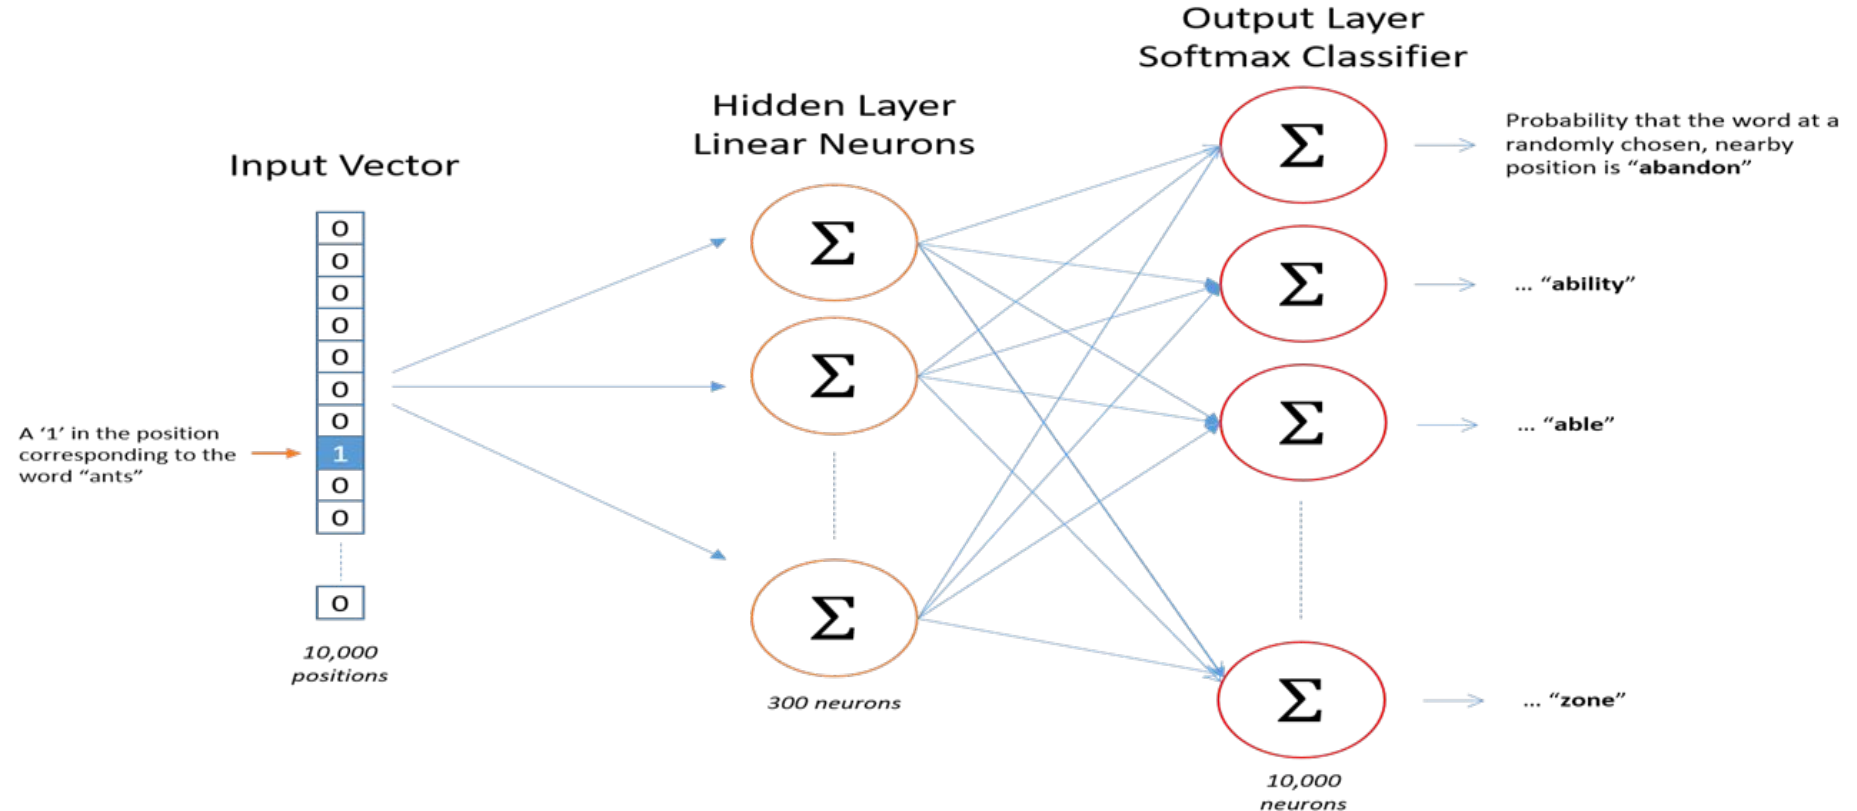 Output Layer
Softmax Classifier
Hidden Layer
Linear Neurons
Input Vector
0
0
0
0
0
0
0
1
0
0
0
A ‘1’ in the position
corresponding to the
word “ants”
10,000
positions
Σ
Σ
Σ
300 neurons
Σ
Σ
Σ
Σ
10,000
neurons
Probability that the word at a
randomly chosen, nearby
position is “abandon”
... “ability”
... “able”
... “zone”